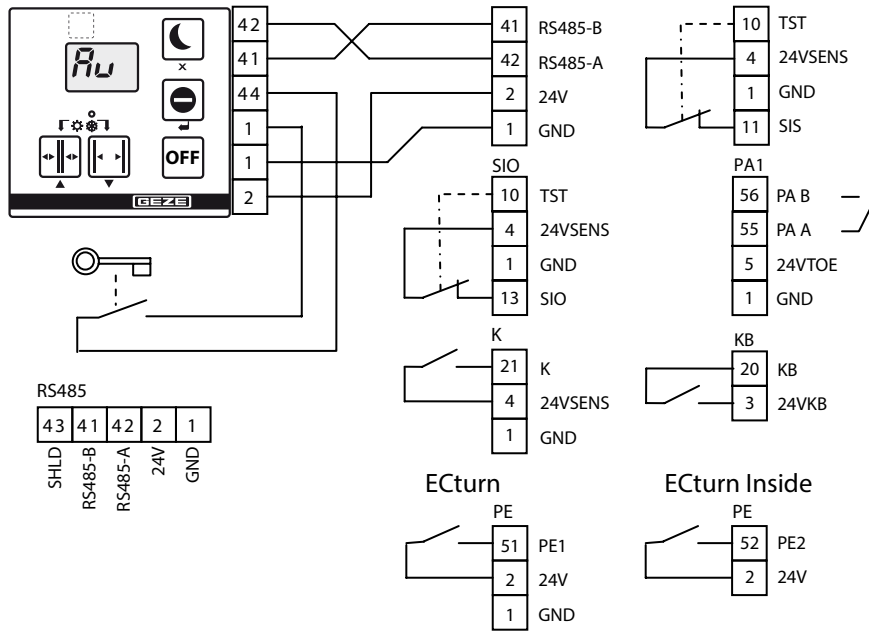 Au
×
OFF
GEZE
42
41
44
1
1
2
41 RS485-B
42 RS485-A
2 24V
1 GND
10 TST
4 24VSENS
1 GND
11 SIS
SIO
10 TST
4 24VSENS
1 GND
13 SIO
PA1
56 PA B
55 PA A
5 24VTOE
1 GND
K
21 K
4 24VSENS
1 GND
KB
20 KB
3 24VKB
RS485
43 41 42 2 1
SHLD
RS485-B
RS485-A
24V
GND
ECturn
PE
51 PE1
2 24V
1 GND
ECturn Inside
PE
52 PE2
2 24V